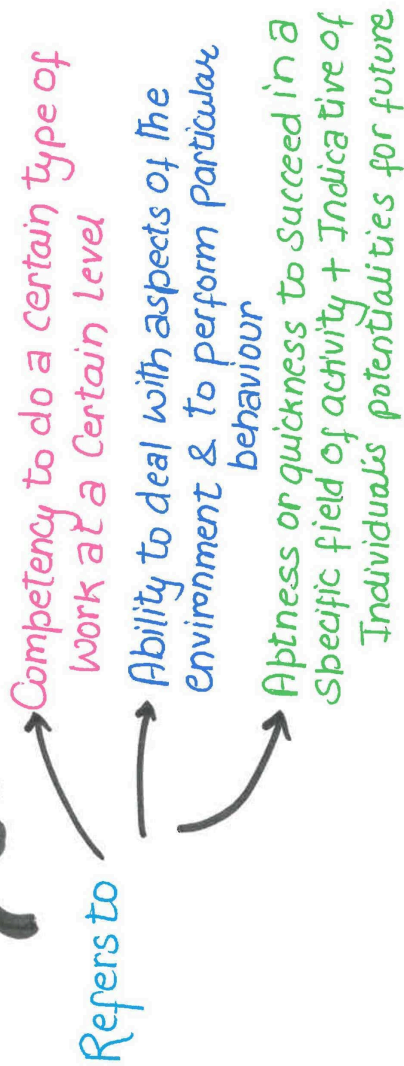 Refers to
Competency to do a certain type of
work at a Certain Level
Ability to deal with aspects of the
environment & to perform particular
behaviour
Aptness or quickness to succeed in a
specific field of activity + Indicative of
Individual's potentialities for future